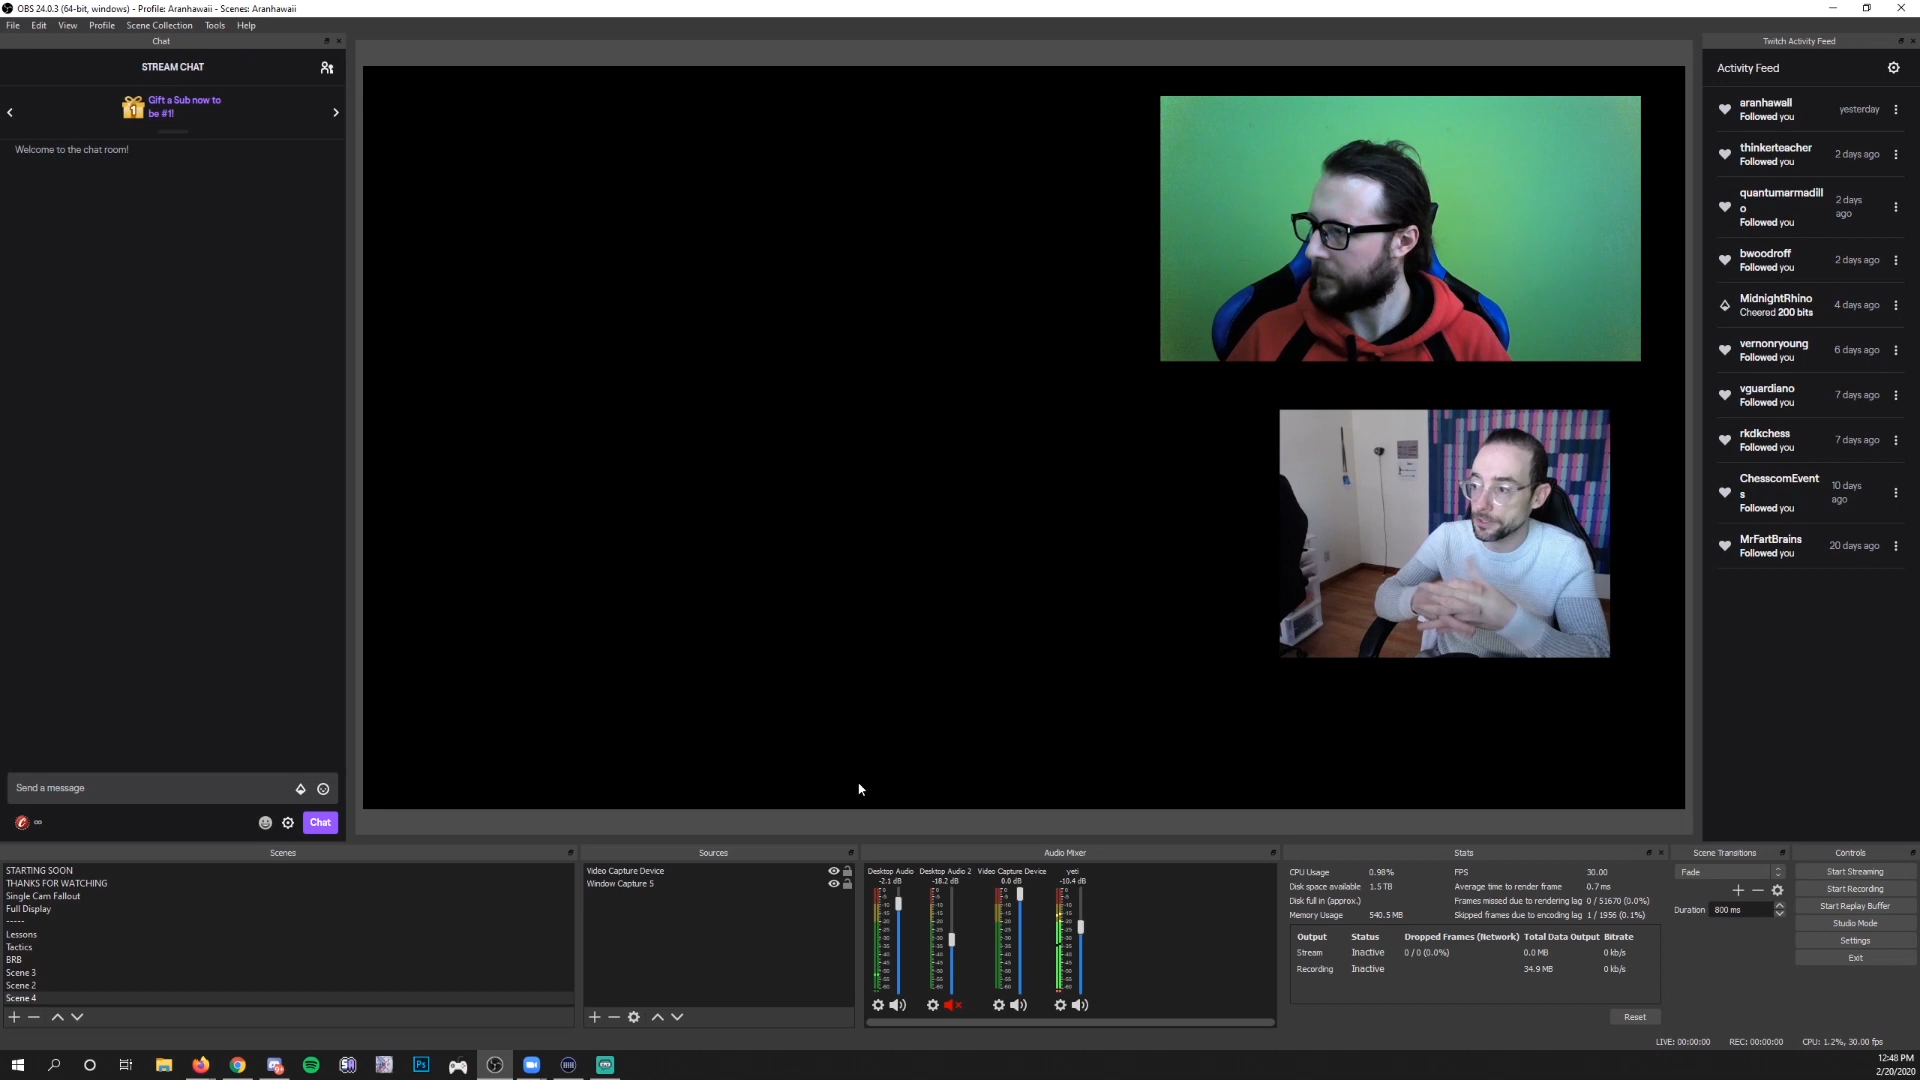 OBS 24.0.3 (64-bit, windows) - Profile: Aranhawaii - Scenes: Aranhawaii
File Edit View Profile Scene Collection Tools Help
Chat
STREAM CHAT
Gift a Sub now to
be #1!
Welcome to the chat room!
Send a message
Chat
Twitch Activity Feed
Activity Feed
aranhawall
Followed you
yesterday
thinkerteacher
Followed you
2 days ago
quantumarmadill
o
Followed you
2 days
ago
bwoodroff
Followed you
2 days ago
MidnightRhino
Cheered 200 bits
4 days ago
vernonryoung
Followed you
6 days ago
vguardiano
Followed you
7 days ago
rkdkchess
Followed you
7 days ago
ChesscomEvent
s
Followed you
10 days
ago
MrFartBrains
Followed you
20 days ago
Scenes
STARTING SOON
THANKS FOR WATCHING
Single Cam Fallout
Full Display
-----
Lessons
Tactics
BRB
Scene 3
Scene 2
Scene 4
Sources
Video Capture Device
Window Capture 5
Audio Mixer
Desktop Audio
-2.1 dB
Desktop Audio 2
-18.2 dB
Video Capture Device
0.0 dB
yeti
-10.4 dB
Stats
CPU Usage 0.98%
Disk space available 1.5 TB
Disk full in (approx.)
Memory Usage 540.5 MB
FPS 30.00
Average time to render frame 0.7 ms
Frames missed due to rendering lag 0 / 51670 (0.0%)
Skipped frames due to encoding lag 1 / 1956 (0.1%)
Output Status Dropped Frames (Network) Total Data Output Bitrate
Stream Inactive 0 / 0 (0.0%) 0.0 MB 0 kb/s
Recording Inactive 34.9 MB 0 kb/s
Reset
Scene Transitions
Fade
Duration 800 ms
Controls
Start Streaming
Start Recording
Start Replay Buffer
Studio Mode
Settings
Exit
LIVE: 00:00:00 REC: 00:00:00 CPU: 1.2%, 30.00 fps
12:48 PM
2/20/2020